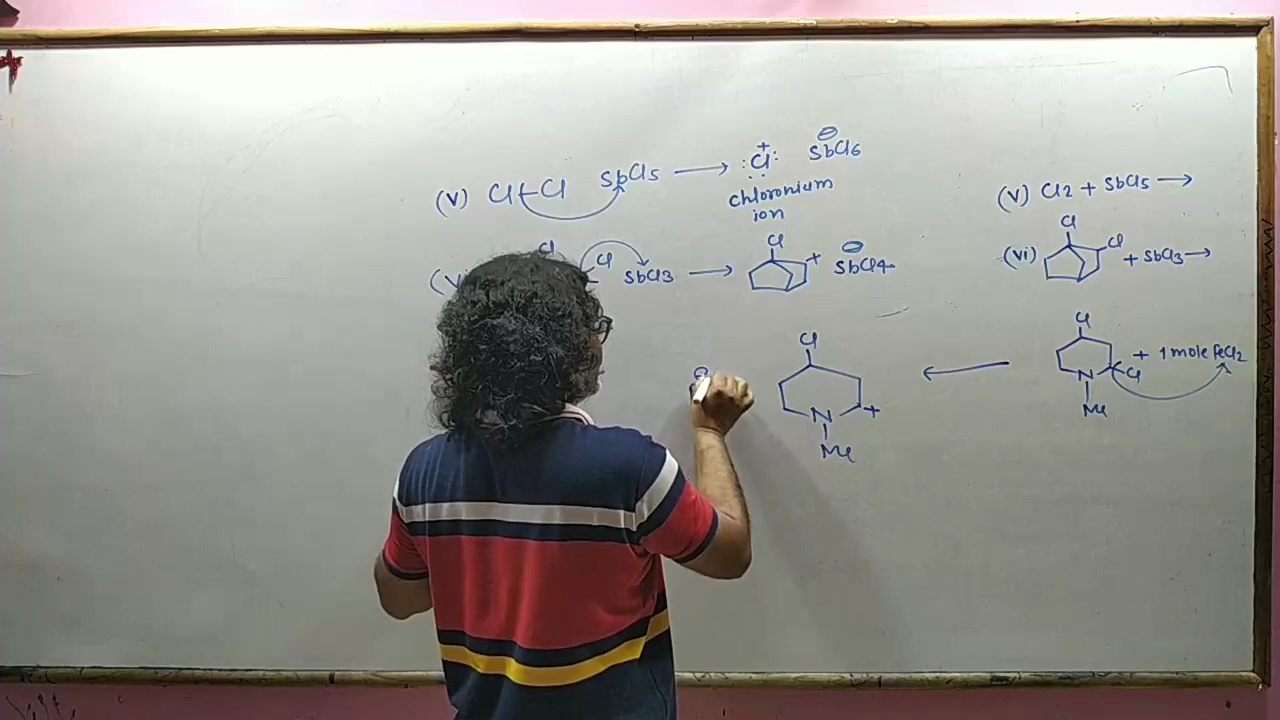 (V) Cl-Cl SbCl5 → :Cl: + SbCl6 ⊖
chloronium
ion
Cl Cl SbCl3 → Cl + SbCl4 ⊖
Cl
N +
Me
(V) Cl2 + SbCl5 →
(VI) Cl Cl + SbCl3 →
Cl
N Cl + 1 mole FeCl2
Me